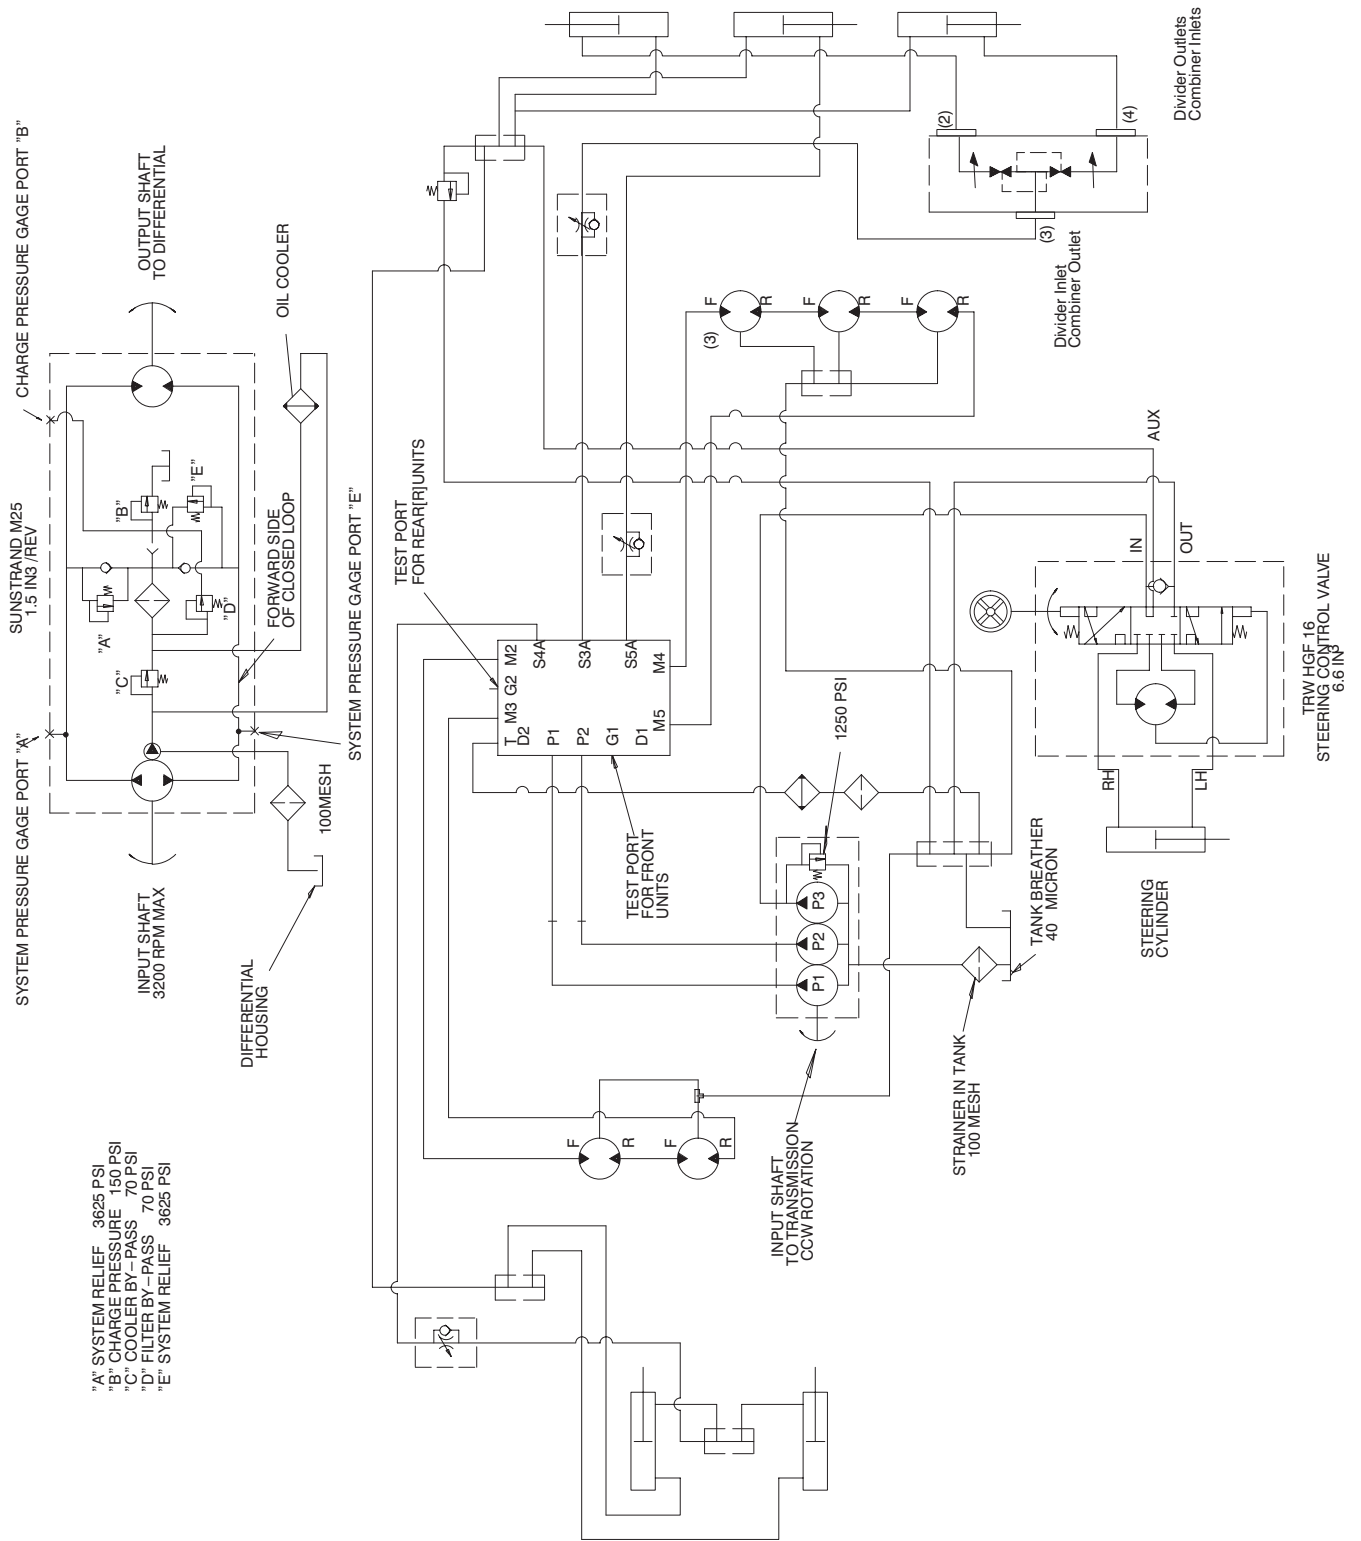 SUNSTRAND M25
1.5 IN3 /REV
CHARGE PRESSURE GAGE PORT "B"
SYSTEM PRESSURE GAGE PORT "A"
OUTPUT SHAFT
TO DIFFERENTIAL
INPUT SHAFT
3200 RPM MAX
OIL COOLER
"A"
"B"
"C"
"D"
"E"
FORWARD SIDE
OF CLOSED LOOP
SYSTEM PRESSURE GAGE PORT "E"
100MESH
DIFFERENTIAL
HOUSING
"A" SYSTEM RELIEF 3625 PSI
"B" CHARGE PRESSURE 150 PSI
"C" COOLER BY–PASS 70 PSI
"D" FILTER BY–PASS 70 PSI
"E" SYSTEM RELIEF 3625 PSI
TEST PORT
FOR REAR[R]UNITS
M2
G2
M3
T
D2
P1
P2
G1
D1
M5
M4
S4A
S3A
S5A
TEST PORT
FOR FRONT
UNITS
1250 PSI
P1
P2
P3
INPUT SHAFT
TO TRANSMISSION
CCW ROTATION
STRAINER IN TANK
100 MESH
TANK BREATHER
40 MICRON
F
R
F
R
(3)
F
R
F
R
F
R
(2)
(4)
(3)
Divider Outlets
Combiner Inlets
Divider Inlet
Combiner Outlet
AUX
IN
OUT
RH
LH
STEERING
CYLINDER
TRW HGF 16
STEERING CONTROL VALVE
6.6 IN3